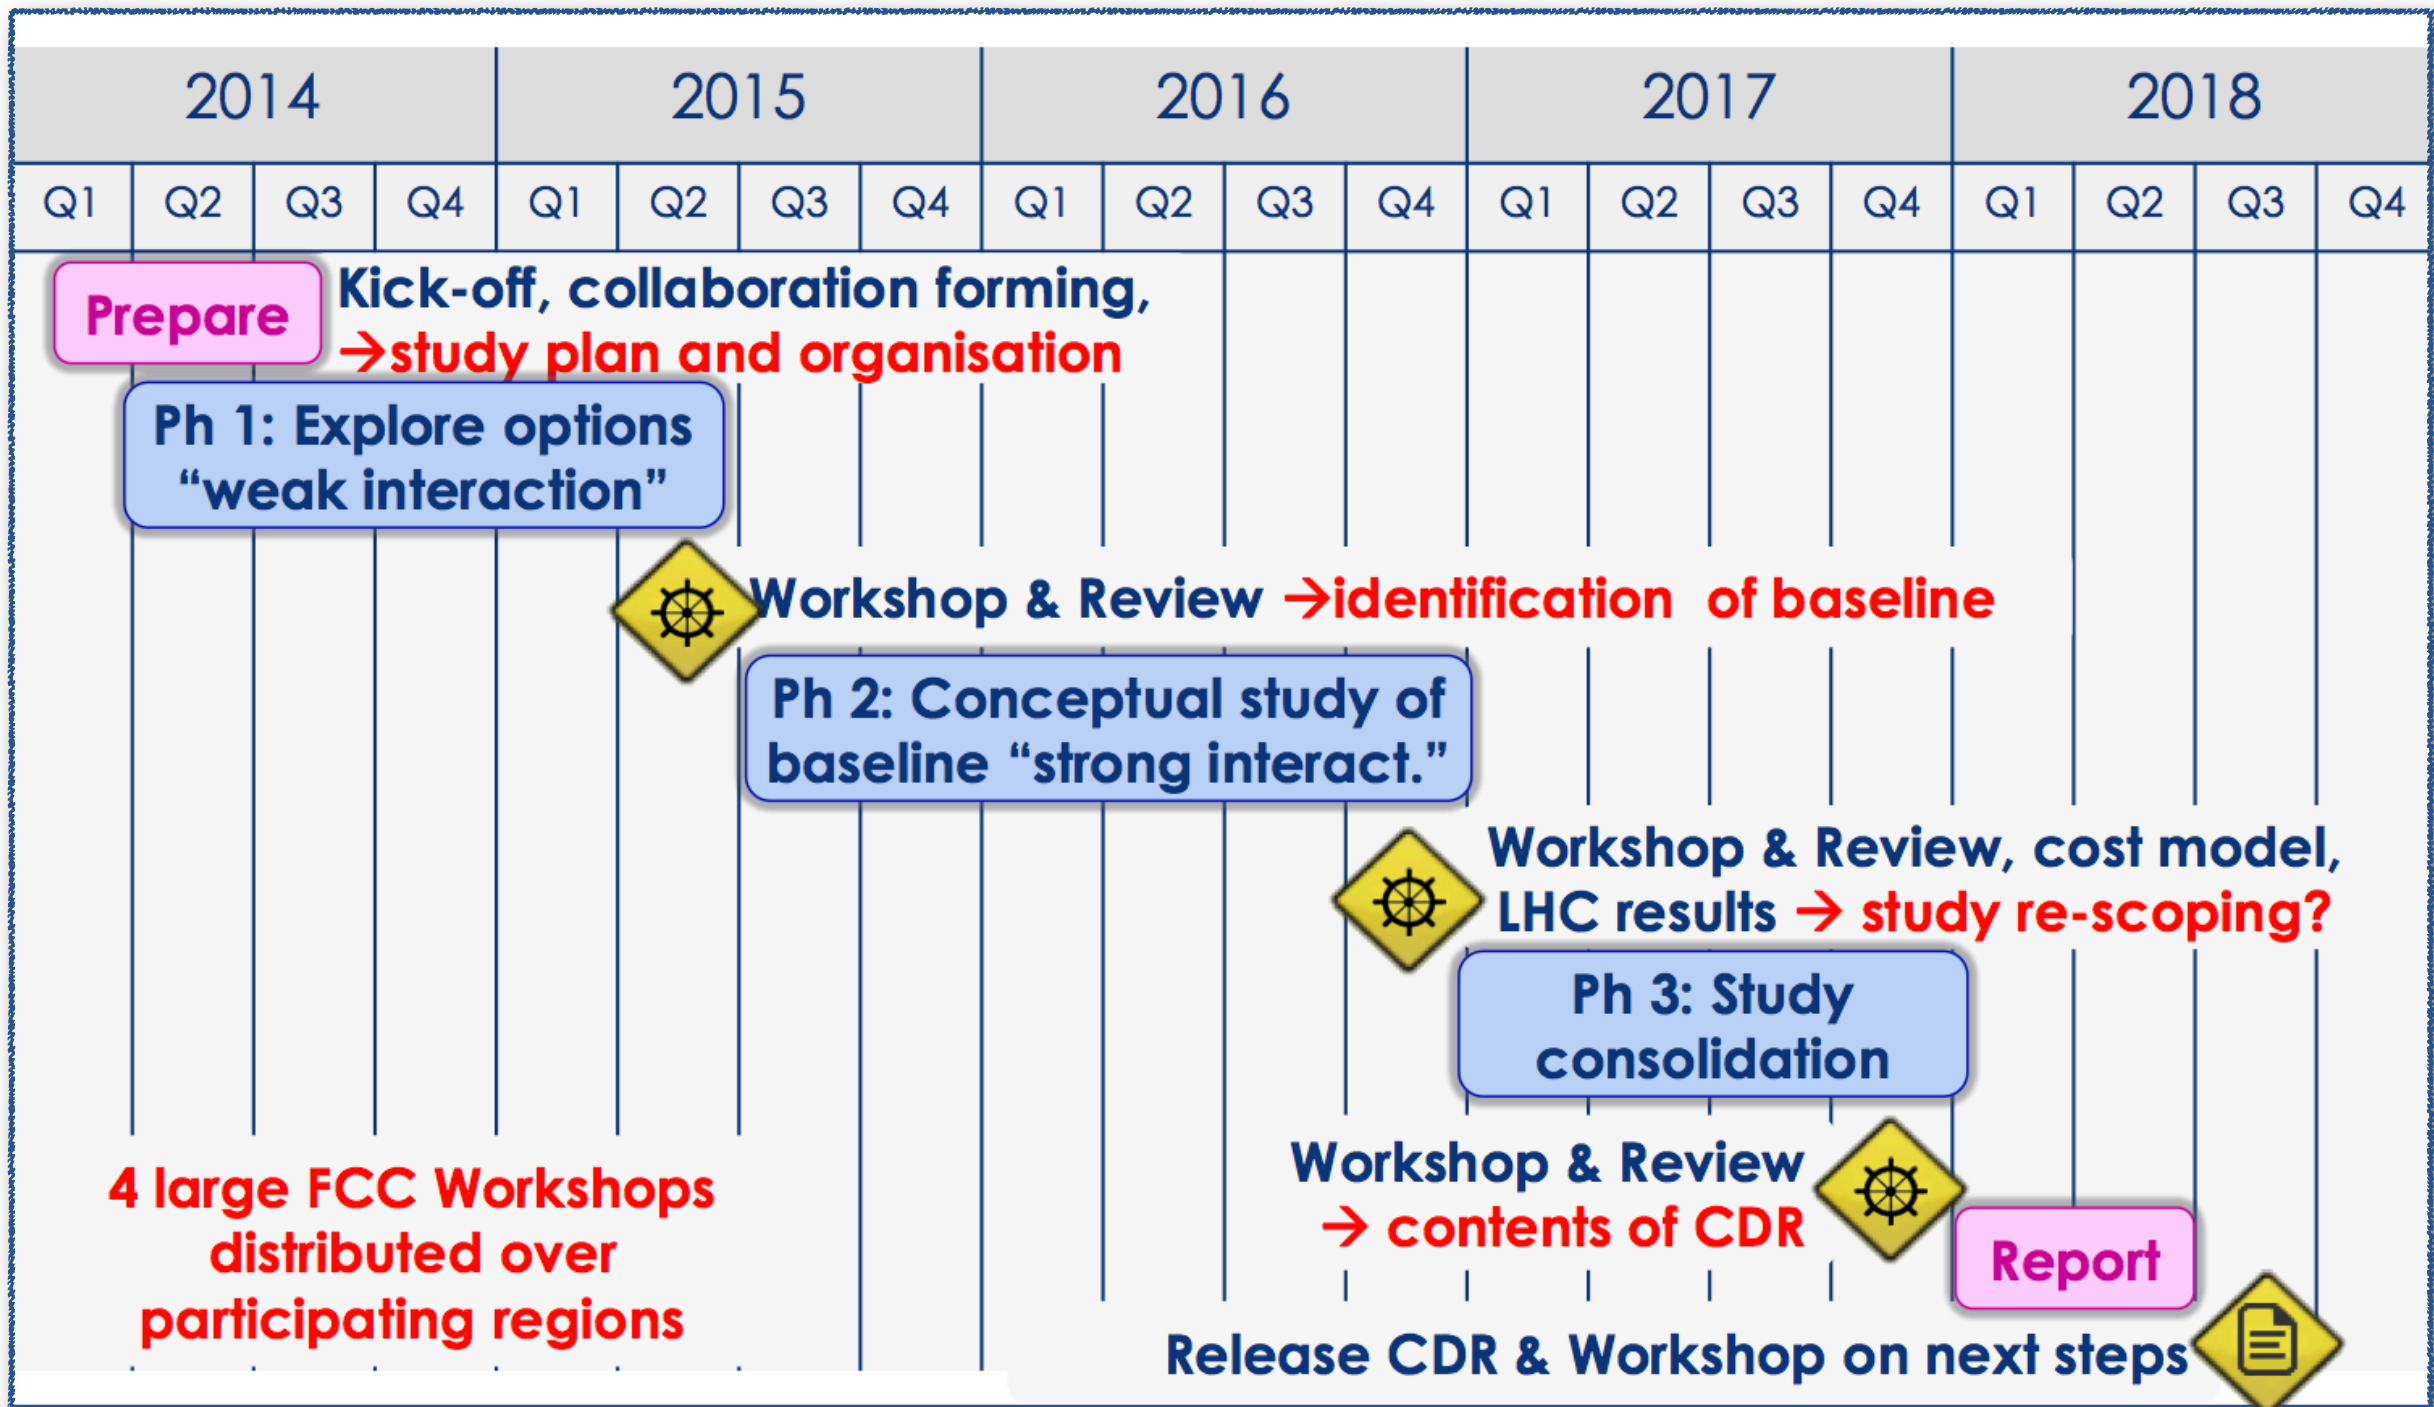 2014 2015 2016 2017 2018
Q1 Q2 Q3 Q4 Q1 Q2 Q3 Q4 Q1 Q2 Q3 Q4 Q1 Q2 Q3 Q4 Q1 Q2 Q3 Q4
Prepare
Kick-off, collaboration forming,
→study plan and organisation
Ph 1: Explore options
“weak interaction”
Workshop & Review →identification of baseline
Ph 2: Conceptual study of
baseline “strong interact.”
Workshop & Review, cost model,
LHC results → study re-scoping?
Ph 3: Study
consolidation
Workshop & Review
→ contents of CDR
4 large FCC Workshops
distributed over
participating regions
Report
Release CDR & Workshop on next steps